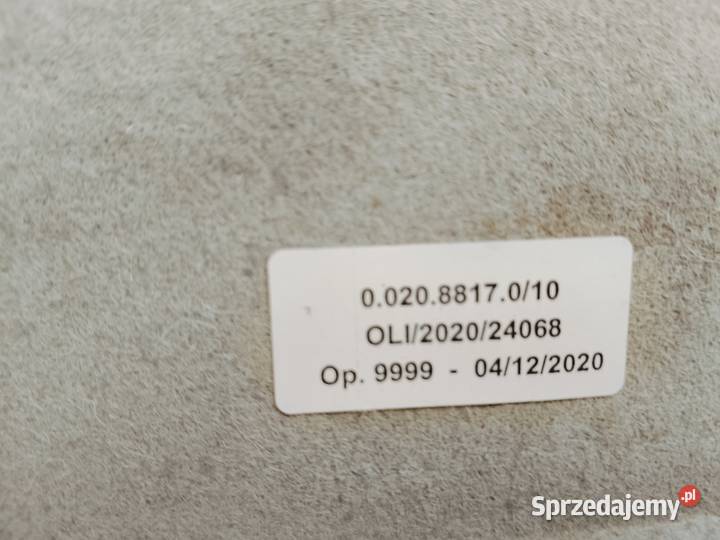 0.020.8817.0/10
OLI/2020/24068
Op. 9999 - 04/12/2020
Sprzedajemy.pl